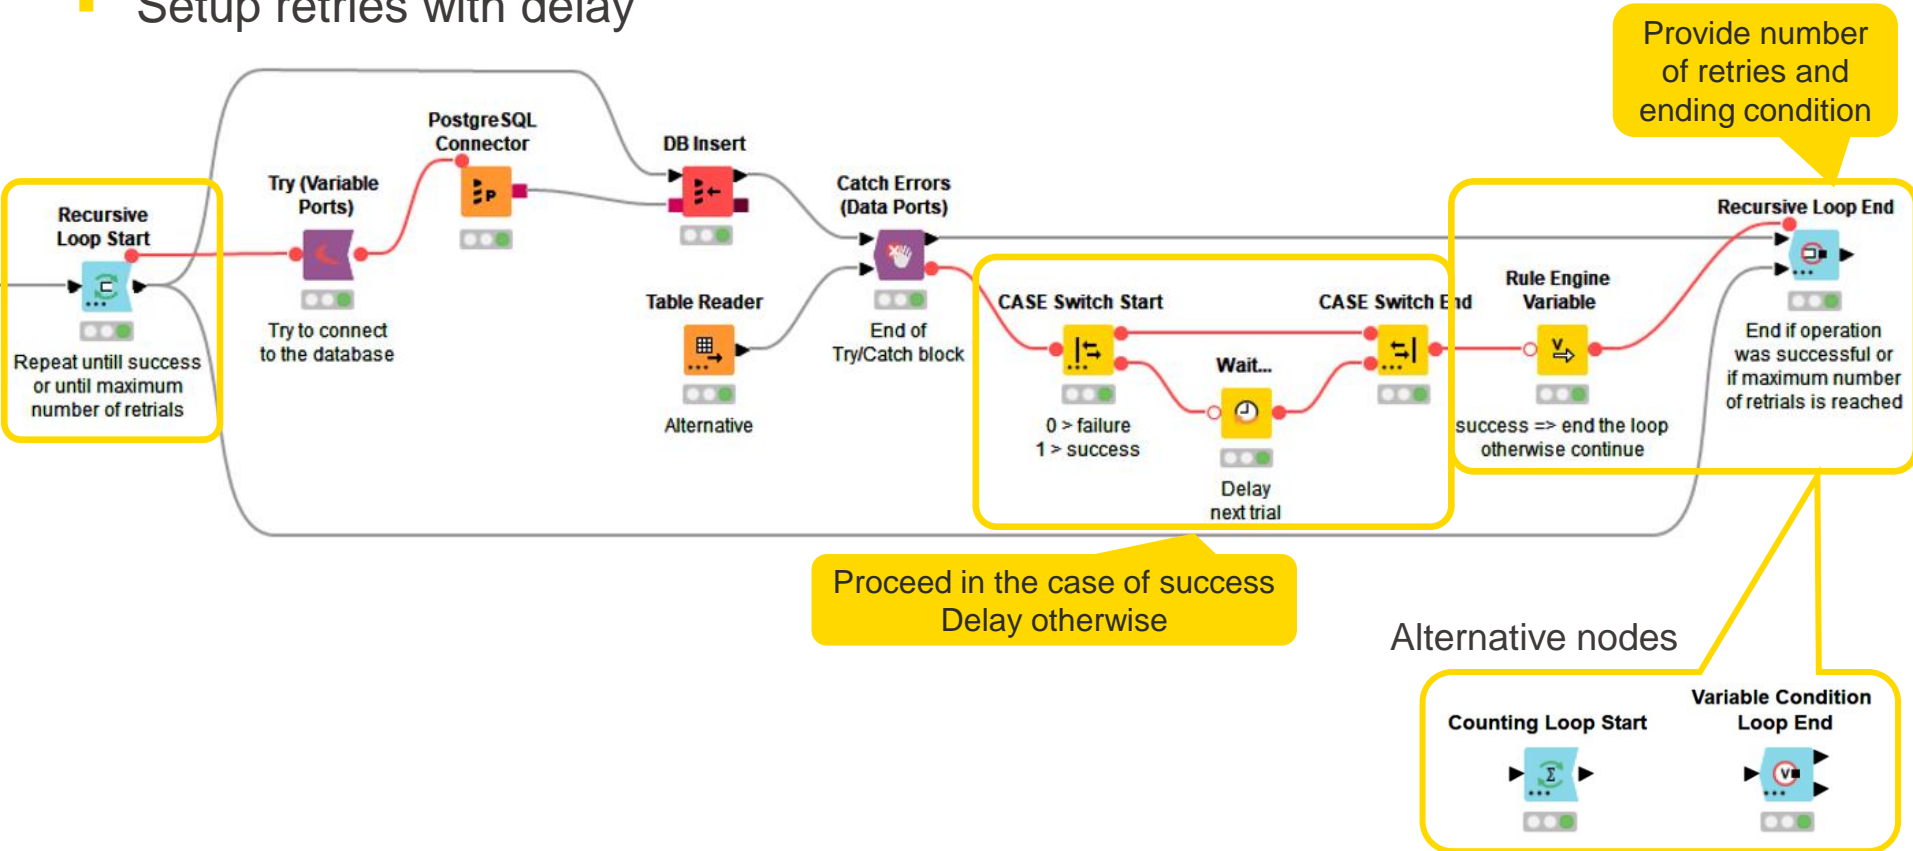 Setup retries with delay
Provide number
of retries and
ending condition
PostgreSQL
Connector
DB Insert
Try (Variable
Ports)
Catch Errors
(Data Ports)
Recursive
Loop Start
Recursive Loop End
Rule Engine
Variable
Table Reader
CASE Switch Start
CASE Switch End
Try to connect
to the database
End of
Try/Catch block
End if operation
was successful or
if maximum number
of retrials is reached
Repeat untill success
or until maximum
number of retrials
Wait...
Alternative
0 > failure
1 > success
success => end the loop
otherwise continue
Delay
next trial
Proceed in the case of success
Delay otherwise
Alternative nodes
Counting Loop Start
Variable Condition
Loop End